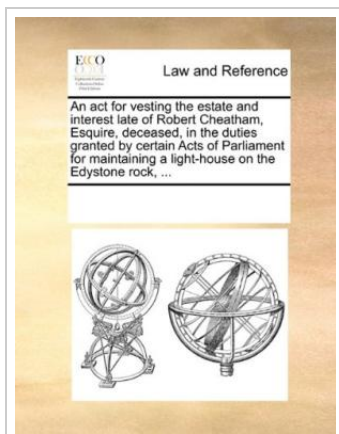 ECCO
Law and Reference
An act for vesting the estate and
interest late of Robert Cheatham,
Esquire, deceased, in the duties
granted by certain Acts of Parliament
for maintaining a light-house on the
Edystone rock, ...